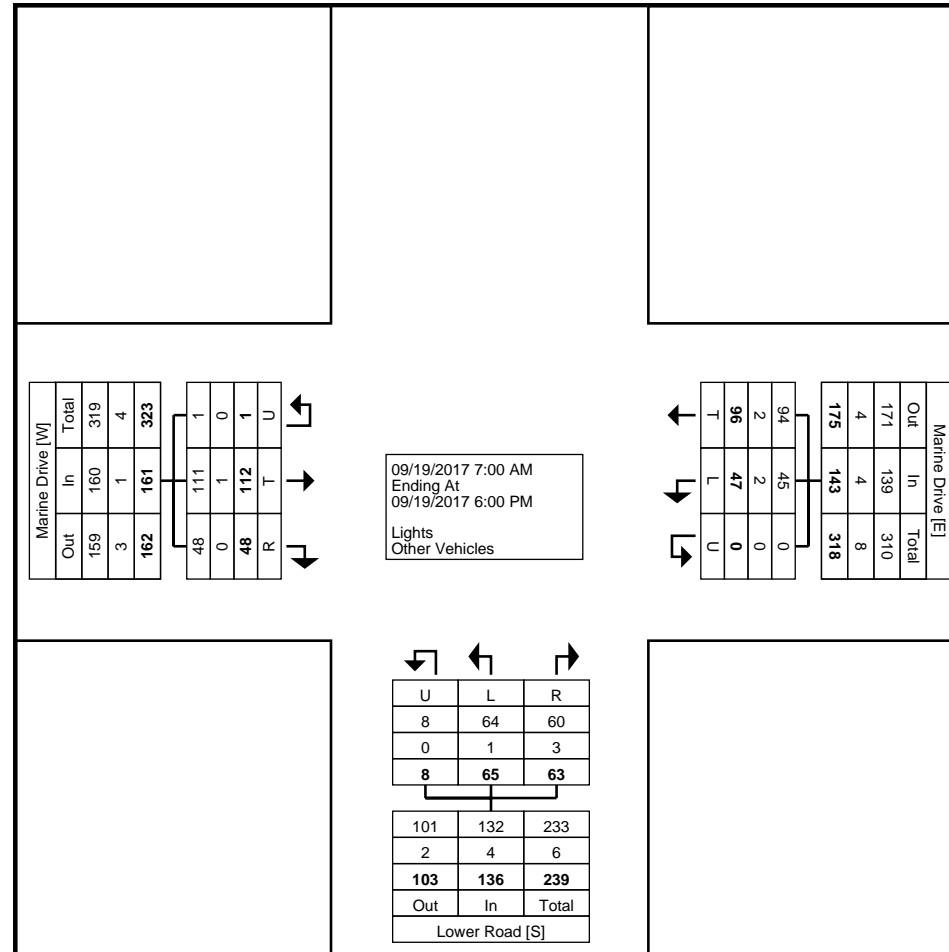 Marine Drive [W]
Total In Out
319 160 159
4 1 3
323 161 162
1 111 48
0 1 0
1 112 48
U T R
09/19/2017 7:00 AM
Ending At
09/19/2017 6:00 PM
Lights
Other Vehicles
T L U
96 47 0
2 2 0
94 45 0
175 143 318
4 4 8
171 139 310
Out In Total
Marine Drive [E]
U L R
8 64 60
0 1 3
8 65 63
101 132 233
2 4 6
103 136 239
Out In Total
Lower Road [S]